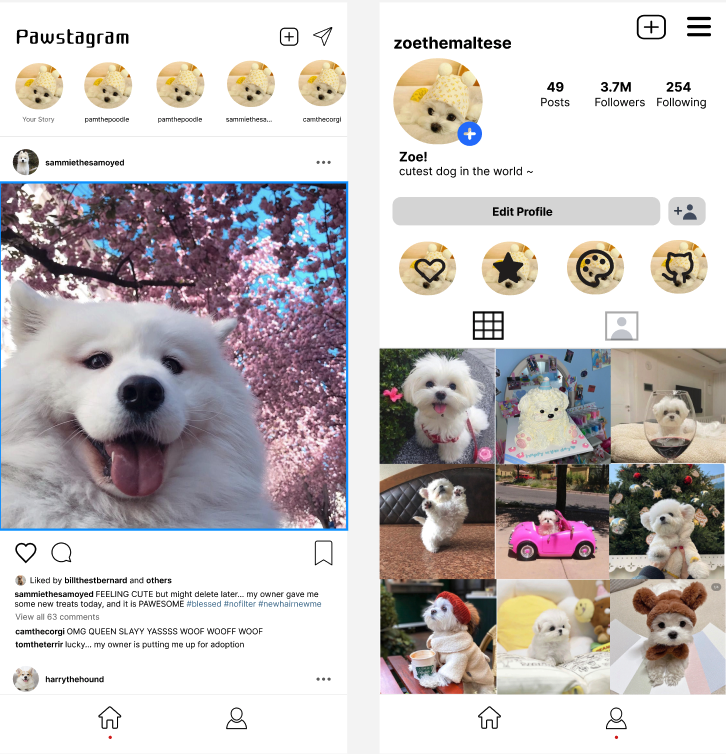 Pawstagram
Your Story
pamthepoodle
pamthepoodle
sammiethesa...
camthecorgi
sammiethesamoyed
Liked by billthestbernard and others
sammiethesamoyed FEELING CUTE but might delete later... my owner gave me
some new treats today, and it is PAWESOME #blessed #nofilter #newhairnewme
View all 63 comments
camthecorgi OMG QUEEN SLAYY YASSSS WOOF WOOFF WOOF
tomtheterrir lucky... my owner is putting me up for adoption
harrythehound
zoethemaltese
49
Posts
3.7M
Followers
254
Following
Zoe!
cutest dog in the world ~
Edit Profile